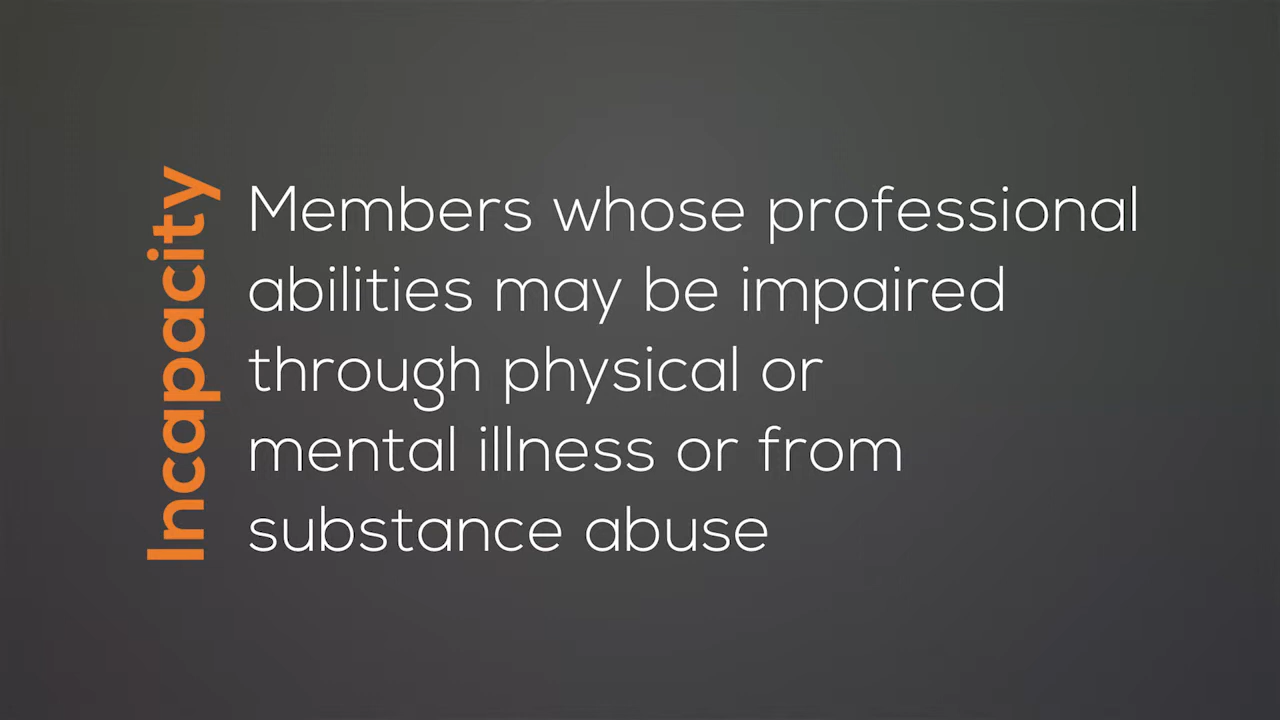 Incapacity
Members whose professional
abilities may be impaired
through physical or
mental illness or from
substance abuse